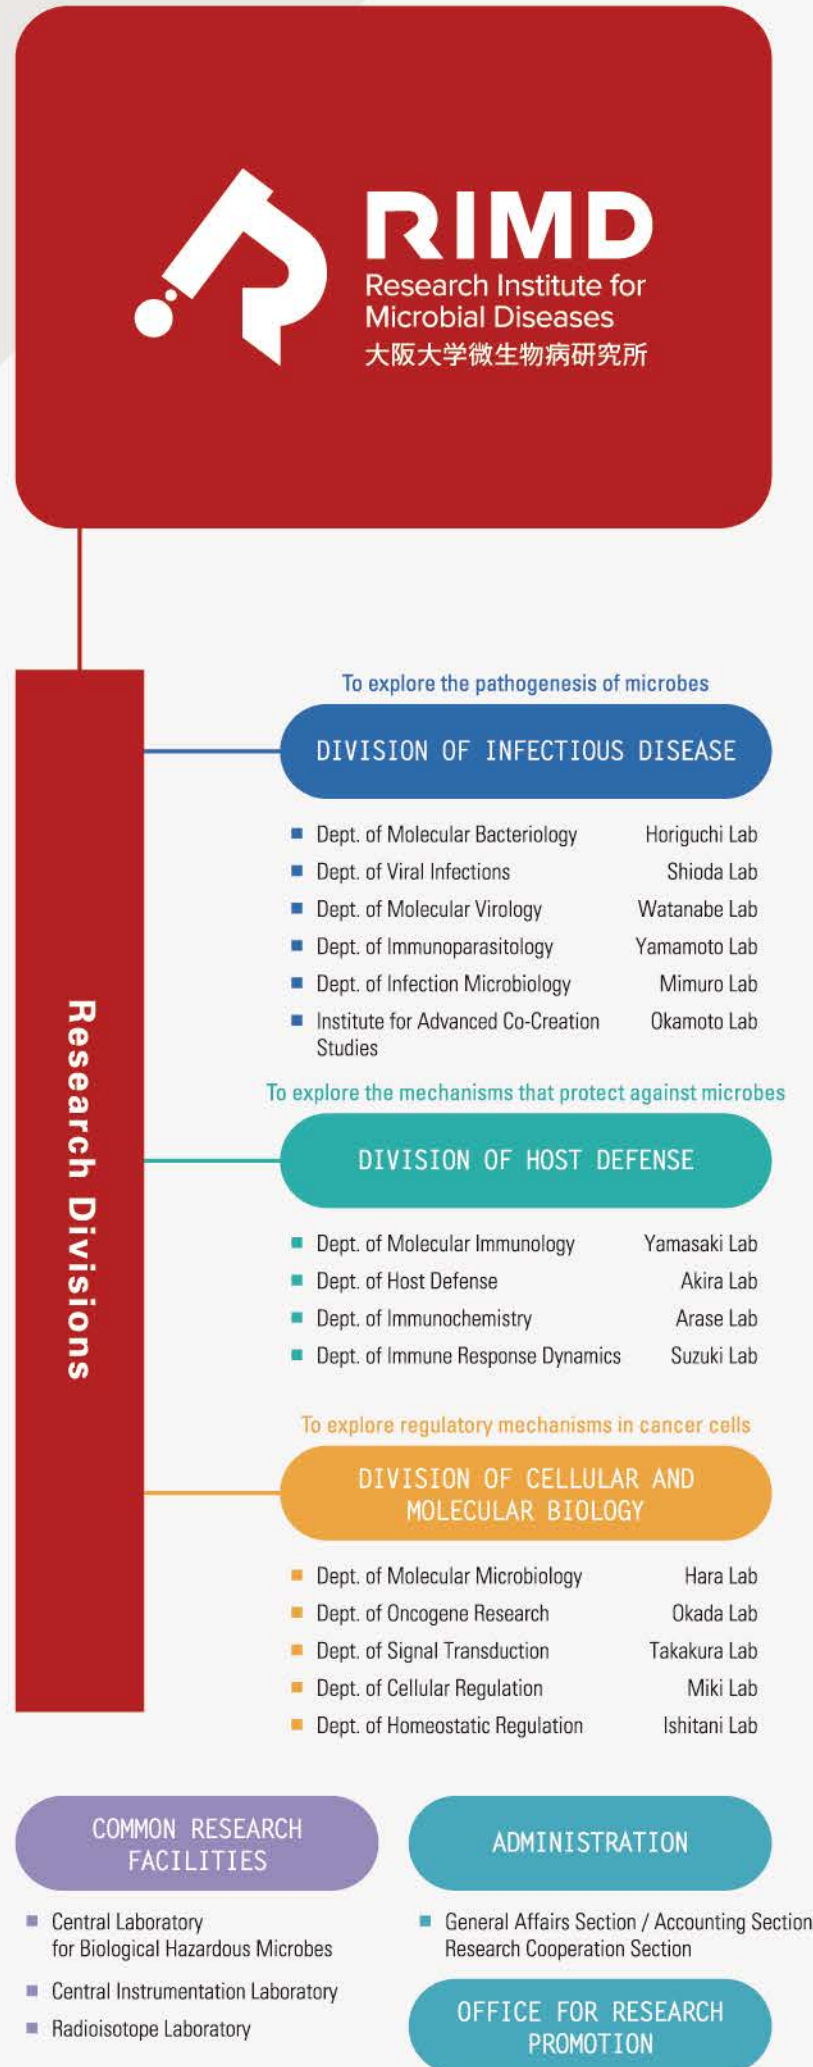 RIMD
Research Institute for
Microbial Diseases
大阪大学微生物病研究所
Research Divisions
To explore the pathogenesis of microbes
DIVISION OF INFECTIOUS DISEASE
Dept. of Molecular Bacteriology Horiguchi Lab
Dept. of Viral Infections Shioda Lab
Dept. of Molecular Virology Watanabe Lab
Dept. of Immunoparasitology Yamamoto Lab
Dept. of Infection Microbiology Mimuro Lab
Institute for Advanced Co-Creation Okamoto Lab
Studies
To explore the mechanisms that protect against microbes
DIVISION OF HOST DEFENSE
Dept. of Molecular Immunology Yamasaki Lab
Dept. of Host Defense Akira Lab
Dept. of Immunochemistry Arase Lab
Dept. of Immune Response Dynamics Suzuki Lab
To explore regulatory mechanisms in cancer cells
DIVISION OF CELLULAR AND
MOLECULAR BIOLOGY
Dept. of Molecular Microbiology Hara Lab
Dept. of Oncogene Research Okada Lab
Dept. of Signal Transduction Takakura Lab
Dept. of Cellular Regulation Miki Lab
Dept. of Homeostatic Regulation Ishitani Lab
COMMON RESEARCH
FACILITIES
Central Laboratory
for Biological Hazardous Microbes
Central Instrumentation Laboratory
Radioisotope Laboratory
ADMINISTRATION
General Affairs Section / Accounting Section
Research Cooperation Section
OFFICE FOR RESEARCH
PROMOTION